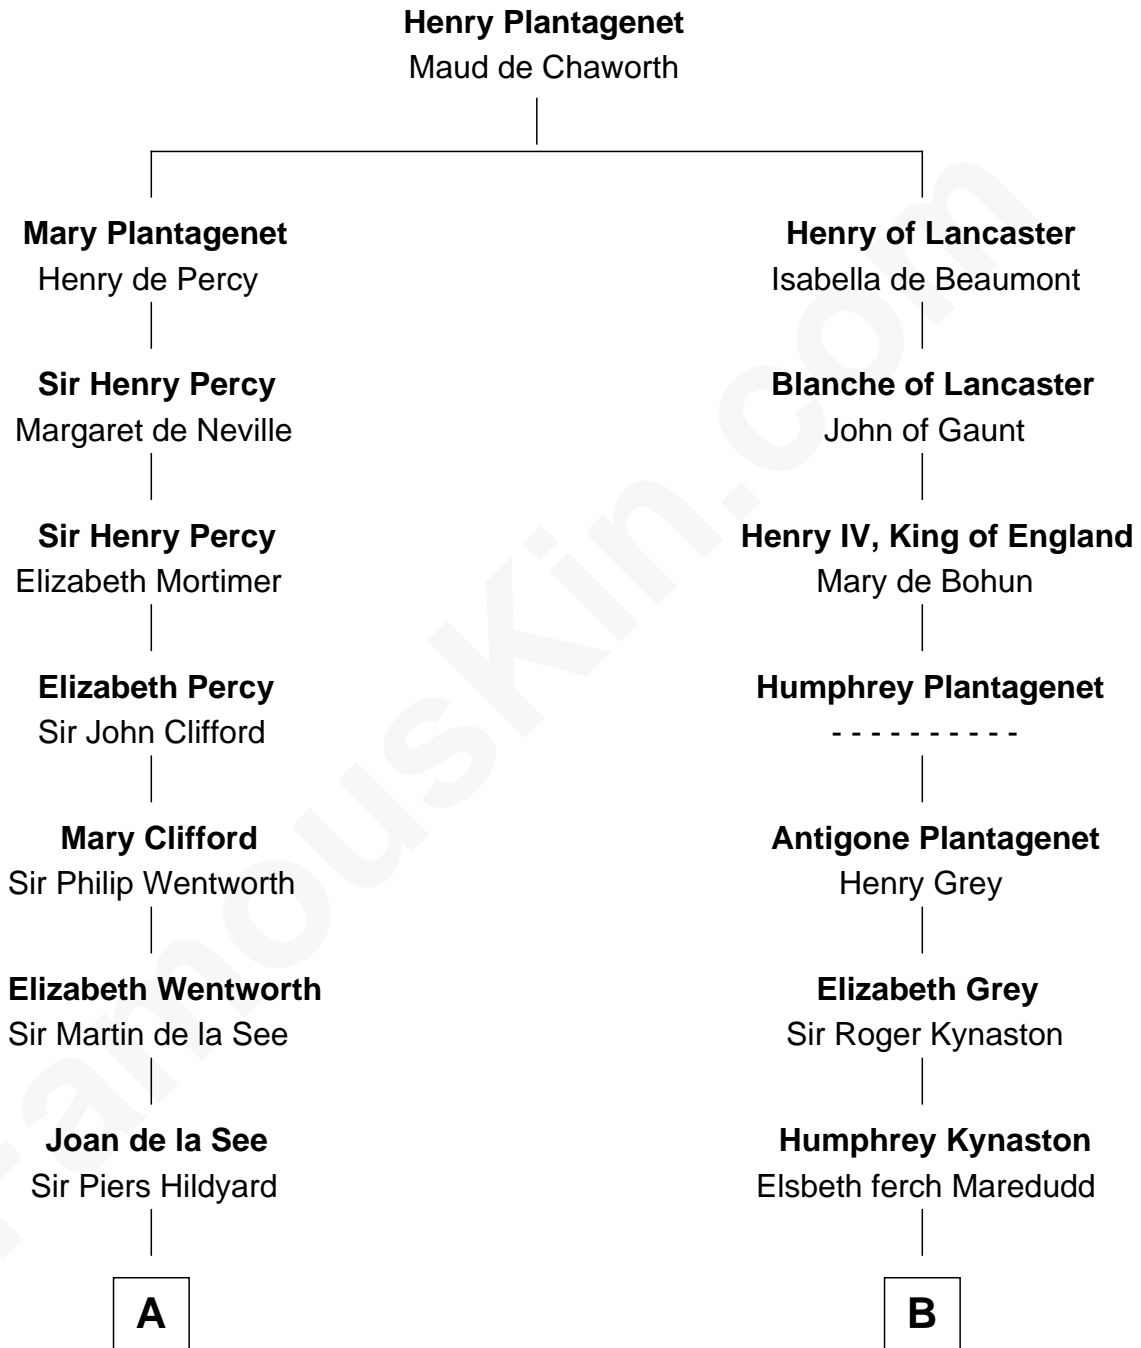 Henry Plantagenet
Maud de Chaworth
Mary Plantagenet
Henry de Percy
Henry of Lancaster
Isabella de Beaumont
Sir Henry Percy
Margaret de Neville
Blanche of Lancaster
John of Gaunt
Sir Henry Percy
Elizabeth Mortimer
Henry IV, King of England
Mary de Bohun
Elizabeth Percy
Sir John Clifford
Humphrey Plantagenet
- - - - - - - - - -
Mary Clifford
Sir Philip Wentworth
Antigone Plantagenet
Henry Grey
Elizabeth Wentworth
Sir Martin de la See
Elizabeth Grey
Sir Roger Kynaston
Joan de la See
Sir Piers Hildyard
Humphrey Kynaston
Elsbeth ferch Maredudd
A
B
FamousKin.com